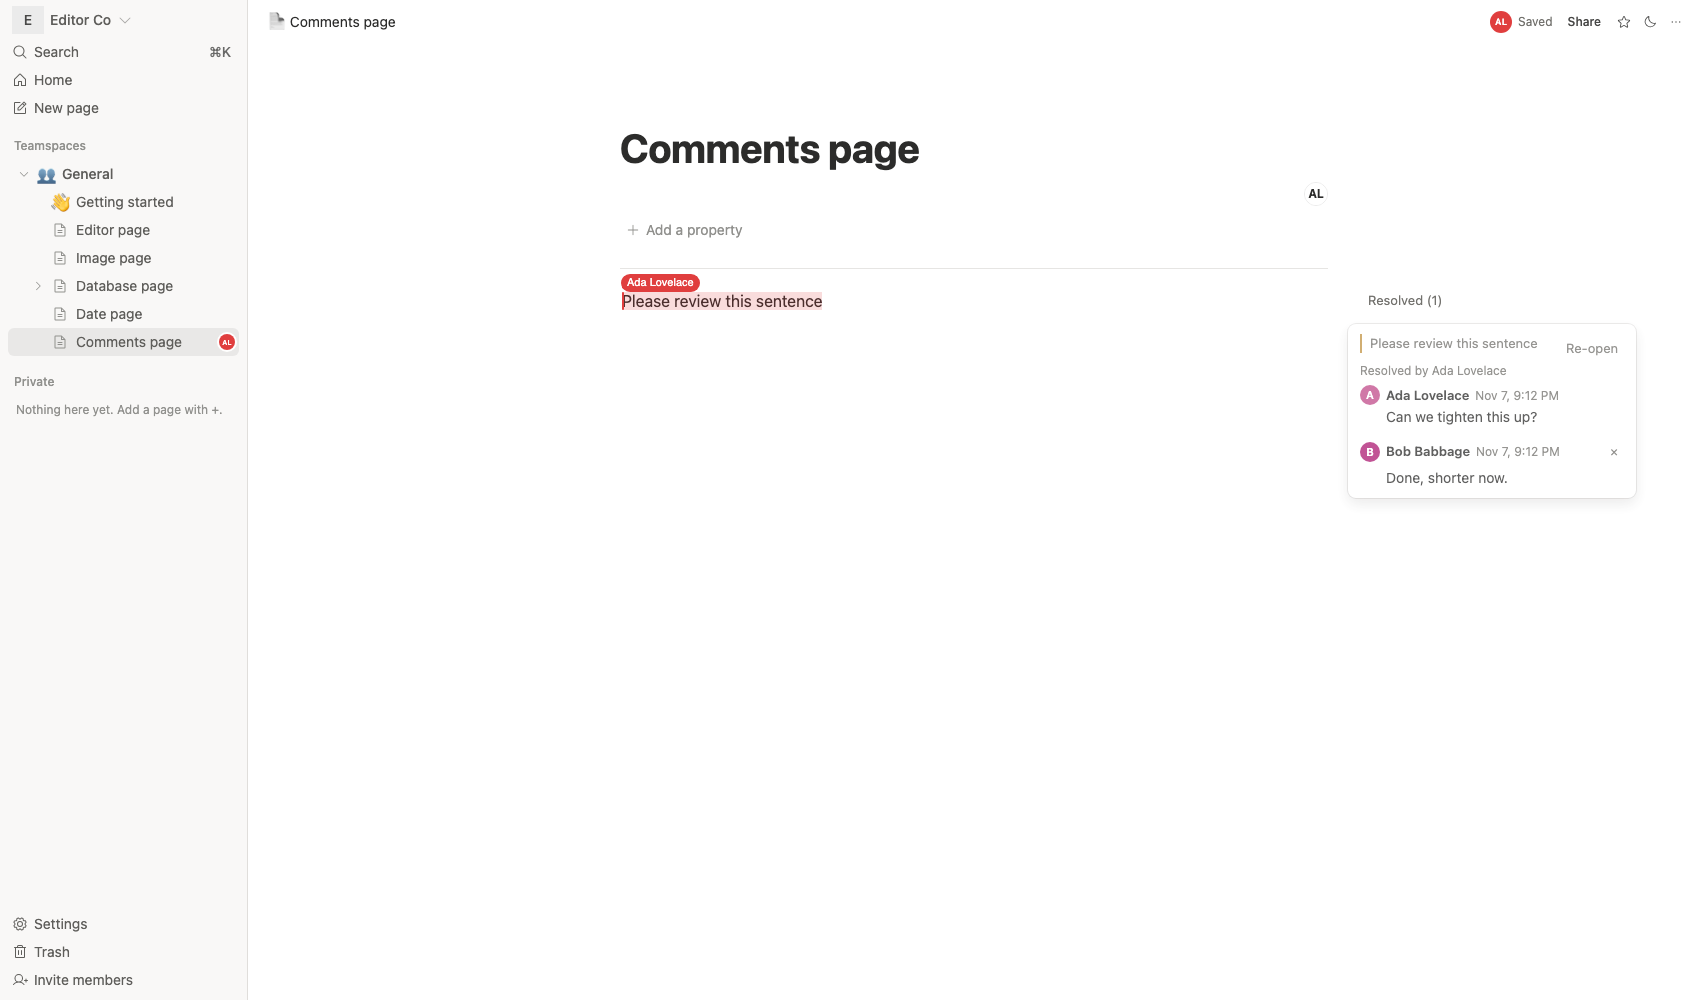 E Editor Co
Search ⌘K
Home
New page
Teamspaces
General
Getting started
Editor page
Image page
Database page
Date page
Comments page AL
Private
Nothing here yet. Add a page with +.
Settings
Trash
Invite members
Comments page
AL Saved Share ···
Comments page
AL
+ Add a property
Ada Lovelace
Please review this sentence
Resolved (1)
Please review this sentence Re-open
Resolved by Ada Lovelace
A Ada Lovelace Nov 7, 9:12 PM
Can we tighten this up?
B Bob Babbage Nov 7, 9:12 PM ×
Done, shorter now.